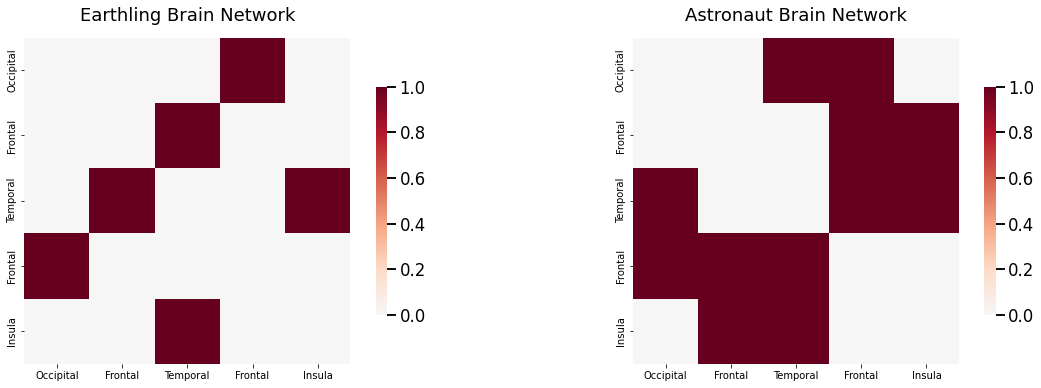 Earthling Brain Network
Occipital
Frontal
Temporal
Frontal
Insula
Occipital Frontal Temporal Frontal Insula
1.0
0.8
0.6
0.4
0.2
0.0
Astronaut Brain Network
Occipital
Frontal
Temporal
Frontal
Insula
Occipital Frontal Temporal Frontal Insula
1.0
0.8
0.6
0.4
0.2
0.0